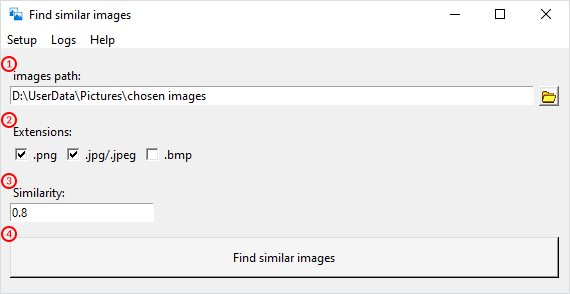 Find similar images
Setup Logs Help
1
images path:
D:\UserData\Pictures\chosen images
2
Extensions:
.png .jpg/.jpeg .bmp
3
Similarity:
0.8
4
Find similar images